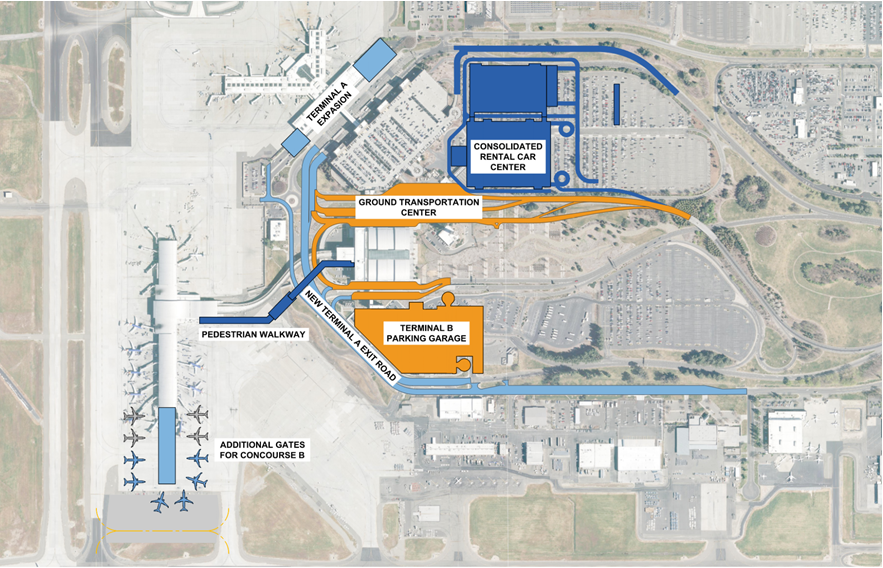 TERMINAL A
EXPASION
CONSOLIDATED
RENTAL CAR
CENTER
GROUND TRANSPORTATION
CENTER
PEDESTRIAN WALKWAY
NEW TERMINAL A EXIT ROAD
TERMINAL B
PARKING GARAGE
ADDITIONAL GATES
FOR CONCOURSE B